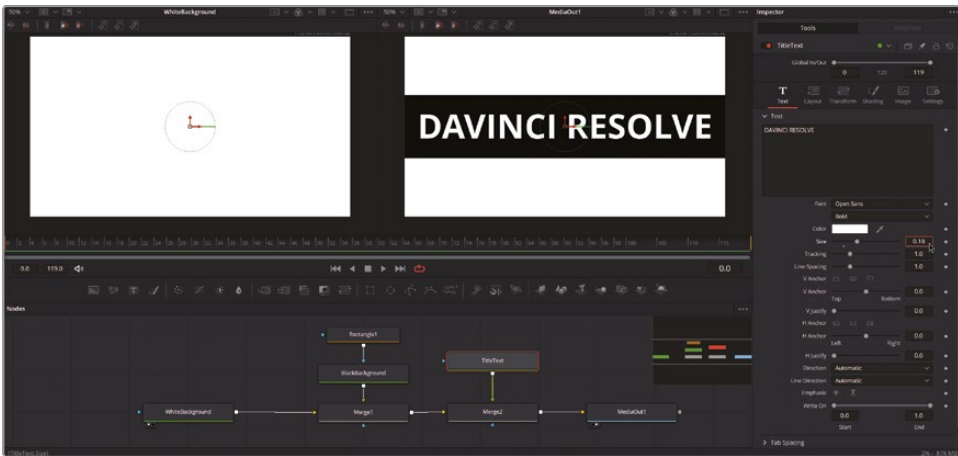 50%
WhiteBackground
50%
MediaOut1
Inspector
DAVINCI RESOLVE
Tools
TitleText
Global In/Out
0 120 119
Text Layout Transform Shading Image Settings
Text
DAVINCI RESOLVE
Font Open Sans
Bold
Color
Size 0.18
Tracking 1.0
Line Spacing 1.0
V Anchor
V Anchor 0.0
Top Bottom
V Justify 0.0
H Anchor
H Anchor 0.0
Left Right
H Justify 0.0
Direction Automatic
Line Direction Automatic
Emphasis
Write On
0.0 1.0
Start End
Tab Spacing
0.0 119.0
0.0
Nodes
Rectangle1
BlackBackground
TitleText
WhiteBackground
Merge1
Merge2
MediaOut1